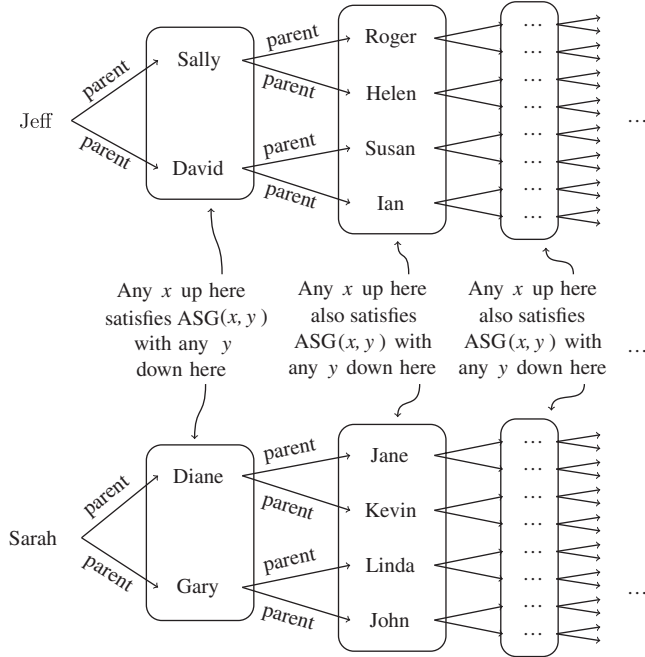 parent
Sally
parent
Roger
...
parent
Helen
...
Jeff
...
parent
David
parent
Susan
...
parent
Ian
...
Any x up here
satisfies ASG(x, y)
with any y
down here
Any x up here
also satisfies
ASG(x, y) with
any y down here
Any x up here
also satisfies
ASG(x, y) with
any y down here
...
parent
Diane
parent
Jane
...
parent
Kevin
...
Sarah
parent
Gary
parent
Linda
...
...
parent
John
...